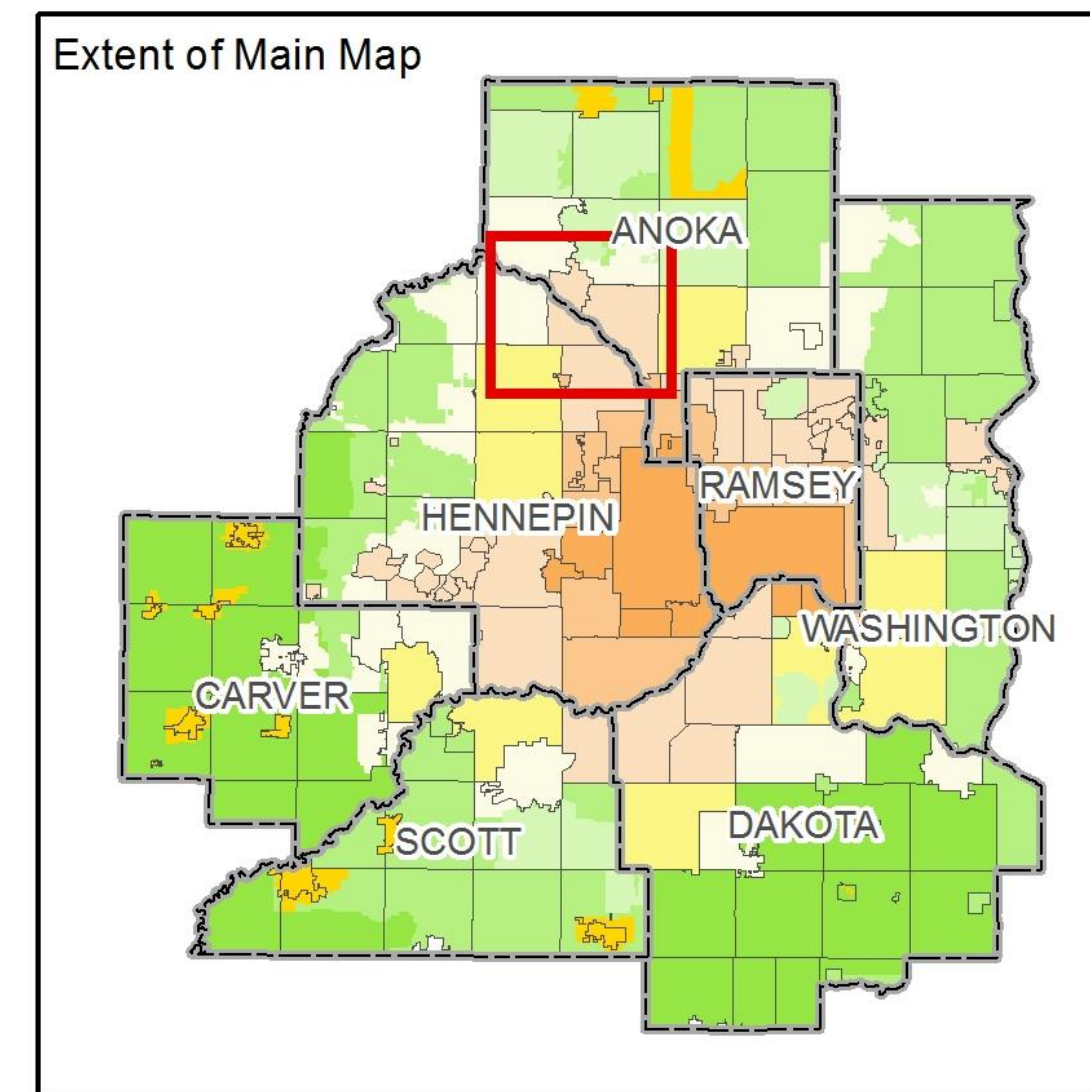 Extent of Main Map
ANOKA
RAMSEY
HENNEPIN
WASHINGTON
CARVER
DAKOTA
SCOTT